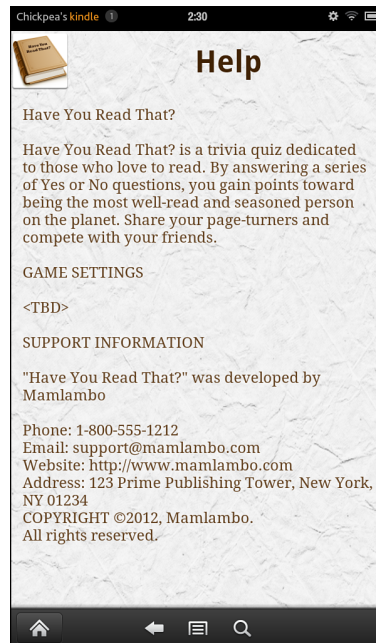 Chickpea's kindle 1 2:30
Have You Read That?
Help
Have You Read That?
Have You Read That? is a trivia quiz dedicated
to those who love to read. By answering a series
of Yes or No questions, you gain points toward
being the most well-read and seasoned person
on the planet. Share your page-turners and
compete with your friends.
GAME SETTINGS
<TBD>
SUPPORT INFORMATION
"Have You Read That?" was developed by
Mamlambo
Phone: 1-800-555-1212
Email: support@mamlambo.com
Website: http://www.mamlambo.com
Address: 123 Prime Publishing Tower, New York,
NY 01234
COPYRIGHT ©2012, Mamlambo.
All rights reserved.